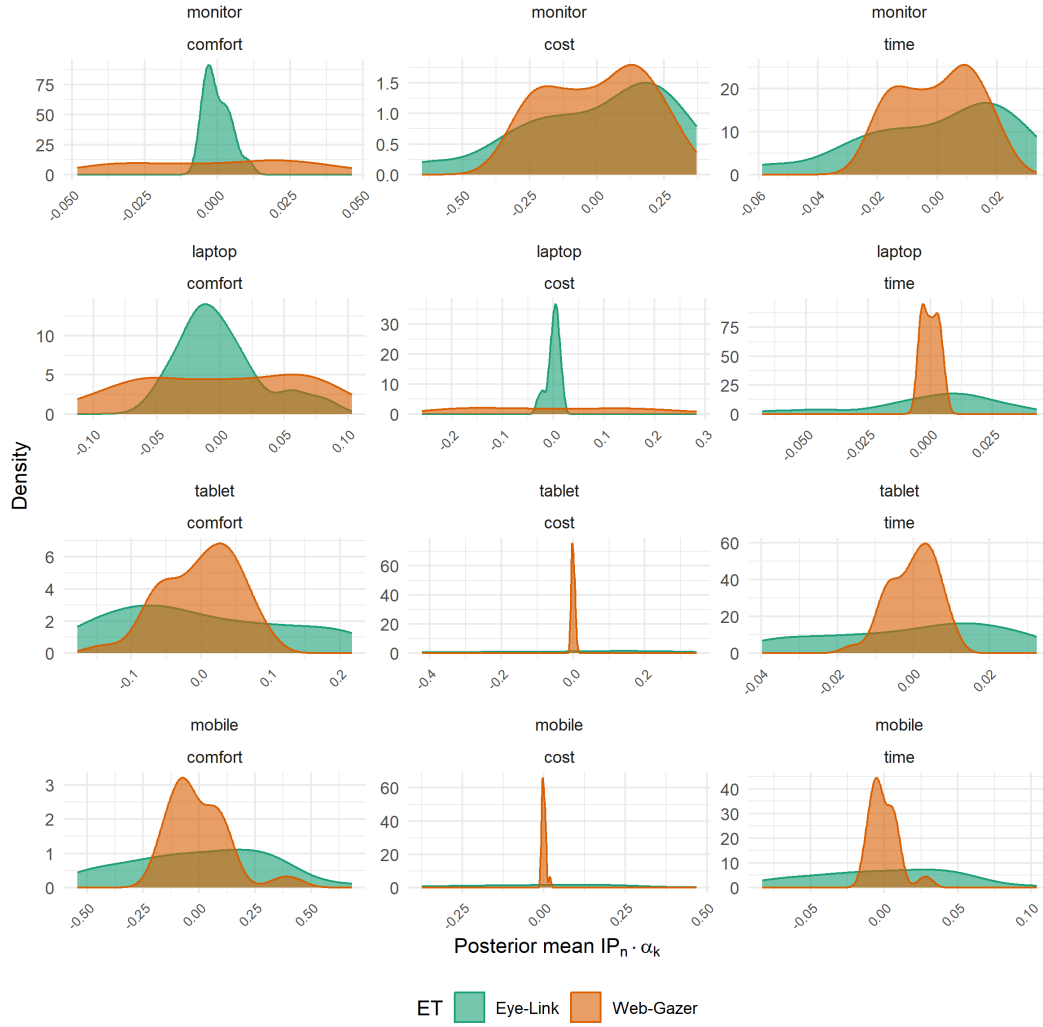 monitor monitor monitor
comfort cost time
75
50
25
0
-0.050 -0.025 0.000 0.025 0.050
1.5
1.0
0.5
0.0
-0.50 -0.25 0.00 0.25
20
10
0
-0.06 -0.04 -0.02 0.00 0.02
laptop laptop laptop
comfort cost time
10
5
0
-0.10 -0.05 0.00 0.05 0.10
30
20
10
0
-0.2 -0.1 0.0 0.1 0.2 0.3
75
50
25
0
-0.050 -0.025 0.000 0.025
Density
tablet tablet tablet
comfort cost time
6
4
2
0
-0.1 0.0 0.1 0.2
60
40
20
0
-0.4 -0.2 0.0 0.2
60
40
20
0
-0.04 -0.02 0.00 0.02
mobile mobile mobile
comfort cost time
3
2
1
0
-0.50 -0.25 0.00 0.25 0.50
60
40
20
0
-0.25 0.00 0.25 0.50
40
30
20
10
0
-0.05 0.00 0.05 0.10
Posterior mean IPₙ · αₖ
ET Eye-Link Web-Gazer